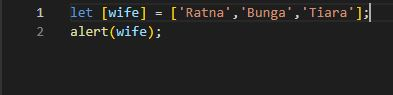 1 let [wife] = ['Ratna','Bunga','Tiara'];
2 alert(wife);